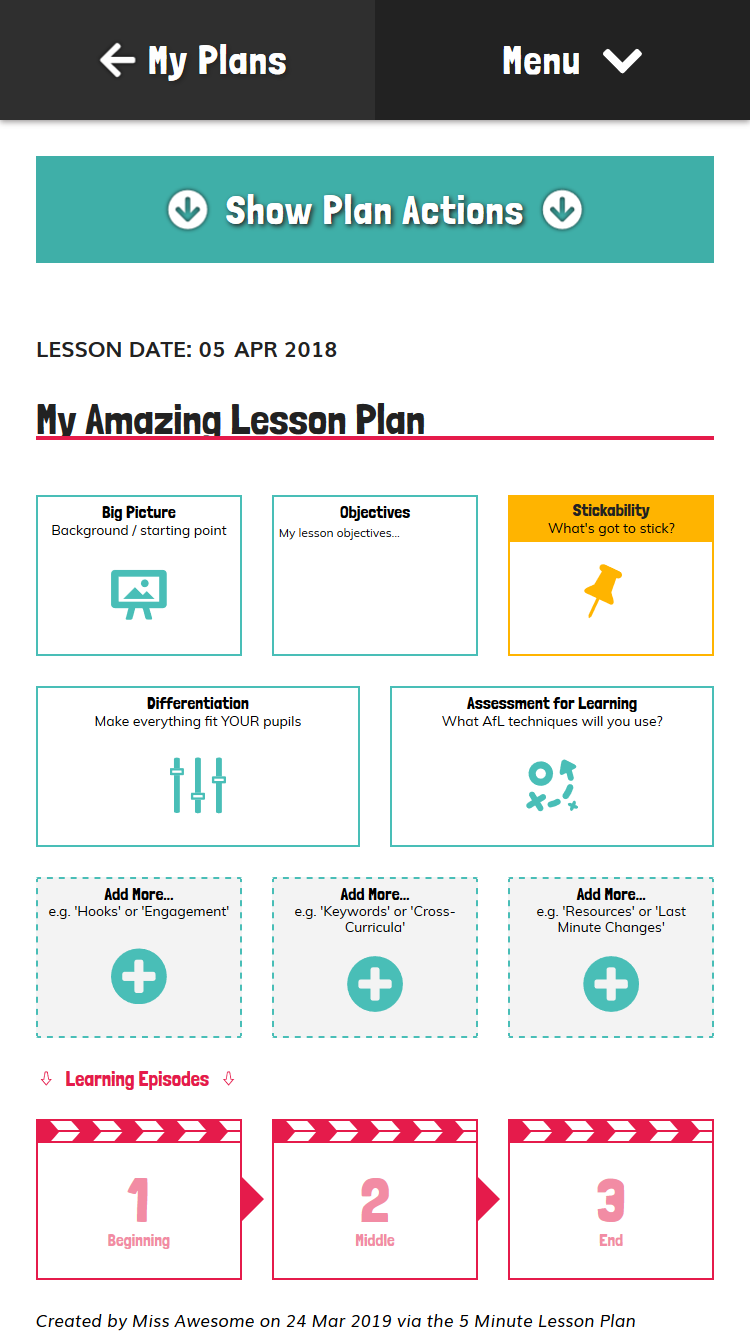 My Plans
Menu
Show Plan Actions
LESSON DATE: 05 APR 2018
My Amazing Lesson Plan
Big Picture
Background / starting point
Objectives
My lesson objectives...
Stickability
What's got to stick?
Differentiation
Make everything fit YOUR pupils
Assessment for Learning
What AfL techniques will you use?
Add More...
e.g. 'Hooks' or 'Engagement'
Add More...
e.g. 'Keywords' or 'Cross-
Curricula'
Add More...
e.g. 'Resources' or 'Last
Minute Changes'
Learning Episodes
1
Beginning
2
Middle
3
End
Created by Miss Awesome on 24 Mar 2019 via the 5 Minute Lesson Plan